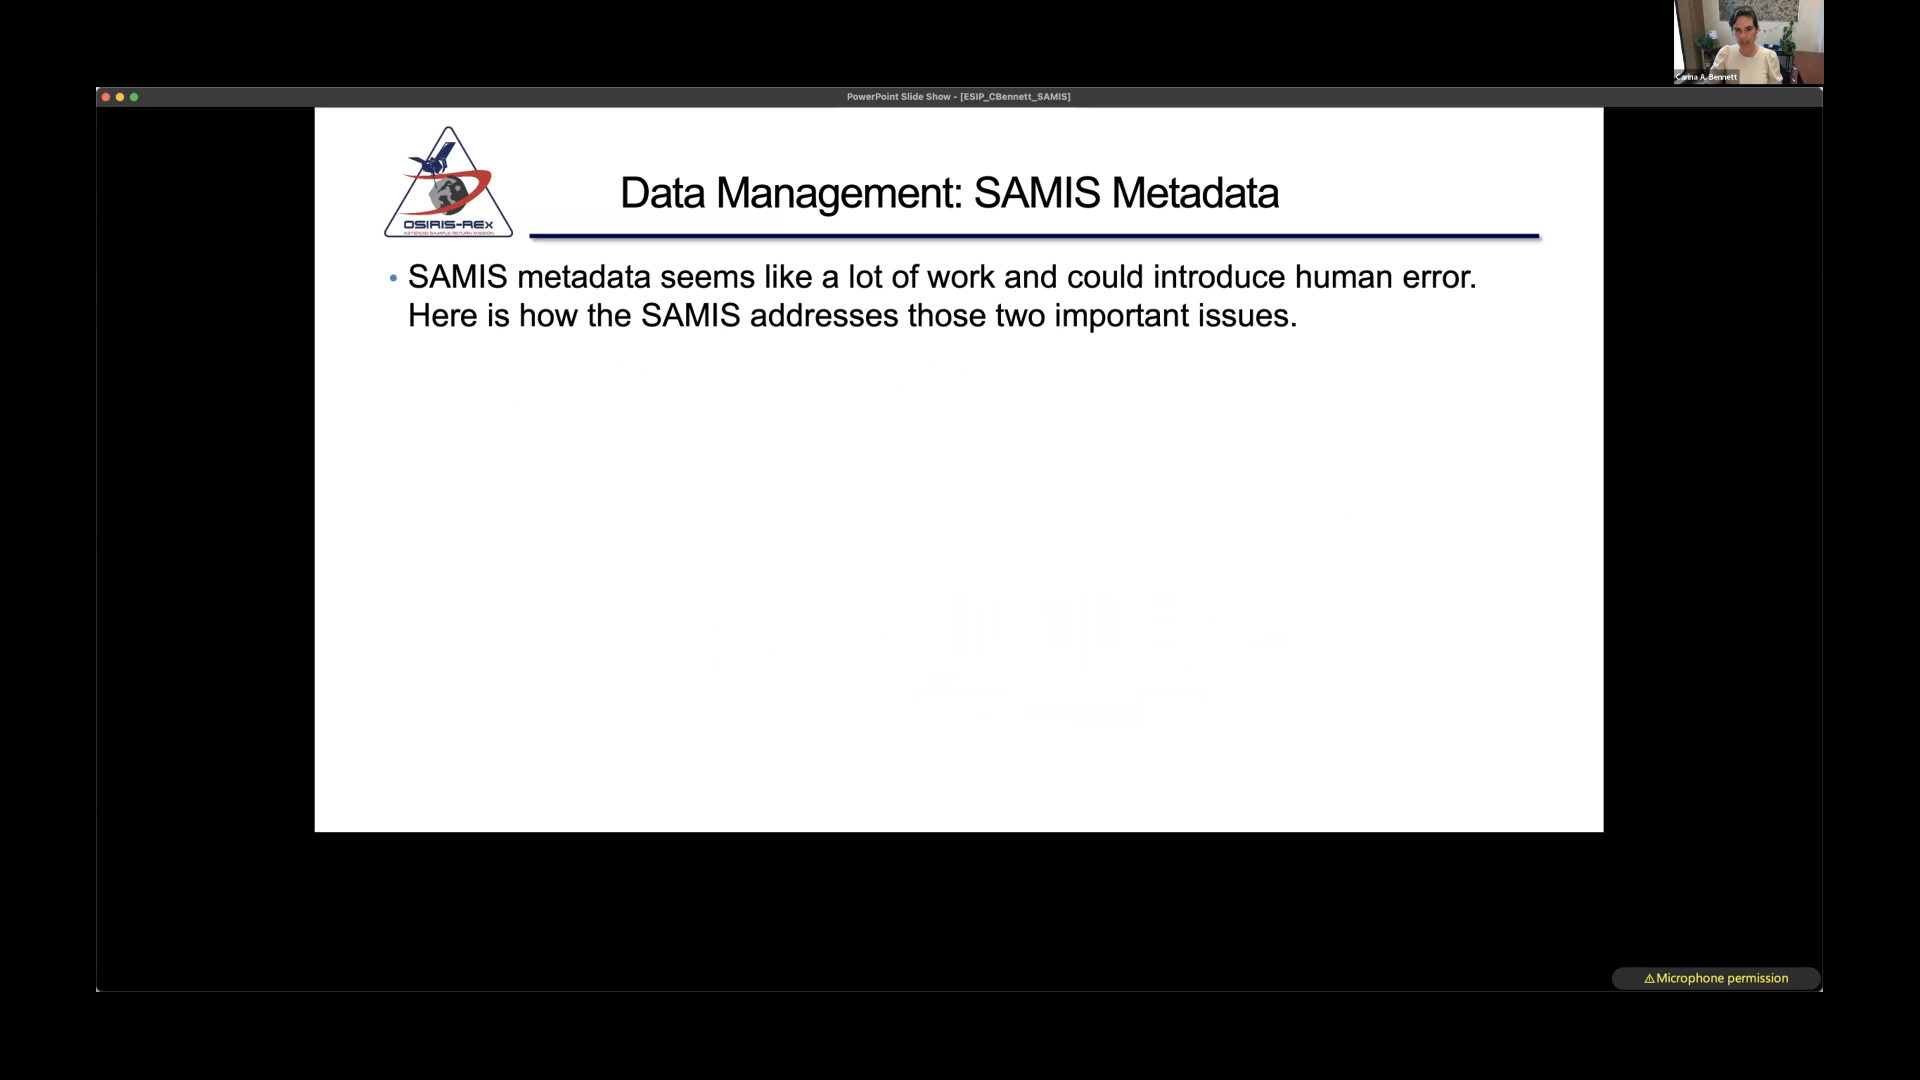 Carina A. Bennett
PowerPoint Slide Show - [ESIP_CBennett_SAMIS]
OSIRIS-REx
ASTEROID SAMPLE RETURN MISSION
Data Management: SAMIS Metadata
• SAMIS metadata seems like a lot of work and could introduce human error.
Here is how the SAMIS addresses those two important issues.
⚠Microphone permission